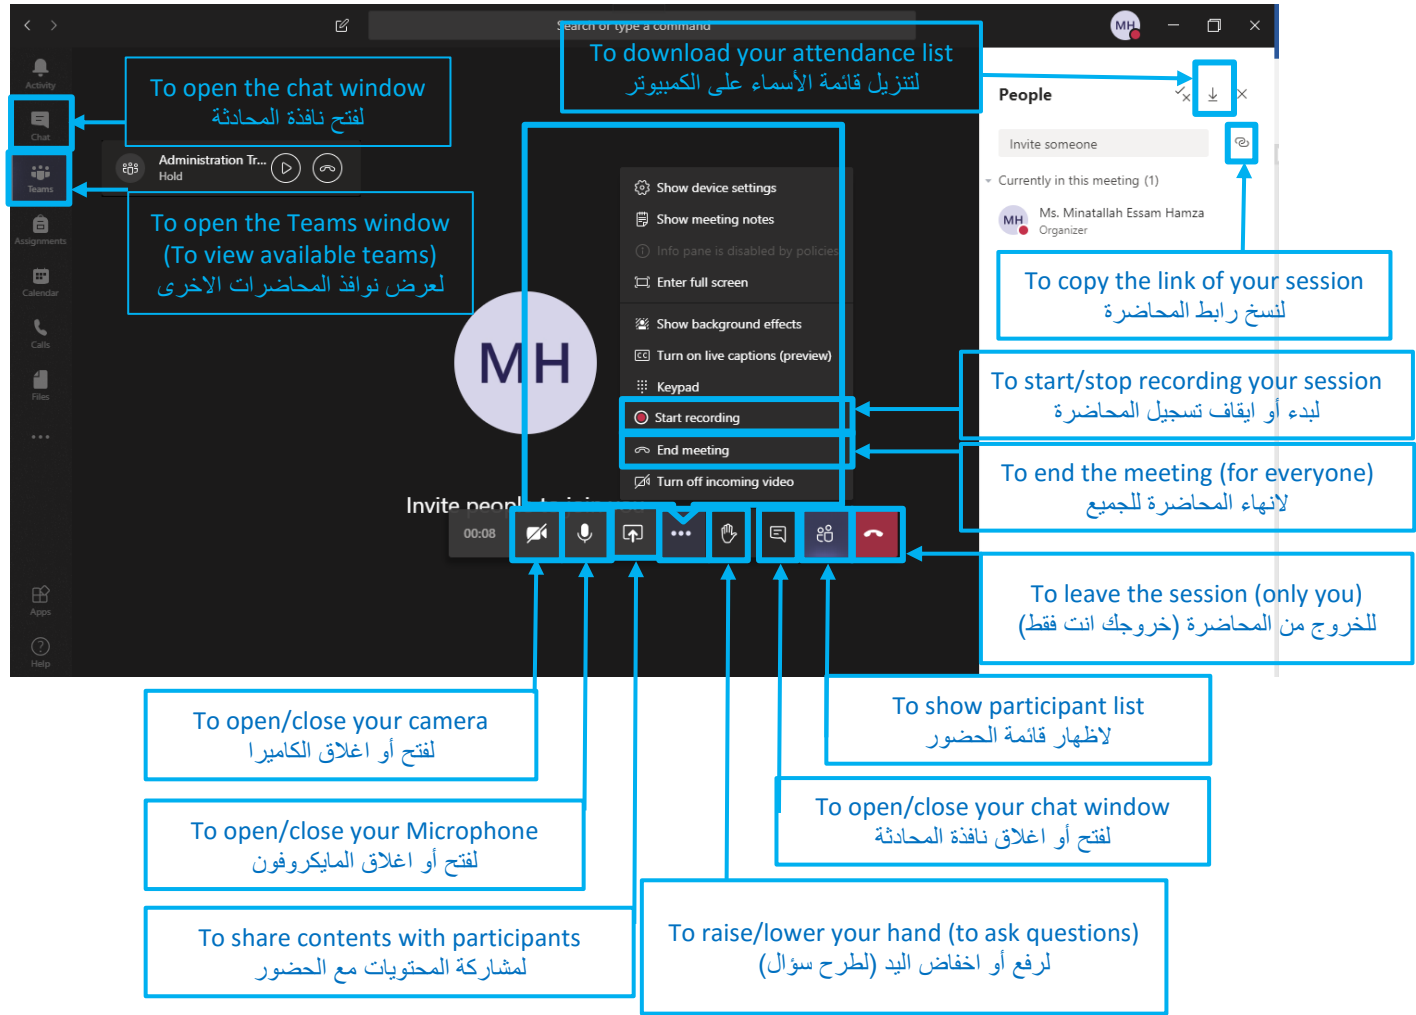 Search or type a command
MH
Activity
Chat
Teams
Assignments
Calendar
Calls
Files
Apps
Help
To open the chat window
لفتح نافذة المحادثة
Administration Tr...
Hold
To open the Teams window
(To view available teams)
لعرض نوافذ المحاضرات الاخرى
To download your attendance list
لتنزيل قائمة الأسماء على الكمبيوتر
Show device settings
Show meeting notes
Info pane is disabled by policies
Enter full screen
Show background effects
CC Turn on live captions (preview)
Keypad
Start recording
End meeting
Turn off incoming video
MH
Invite people to join you
00:08
People
Invite someone
Currently in this meeting (1)
MH
Ms. Minatallah Essam Hamza
Organizer
To copy the link of your session
لنسخ رابط المحاضرة
To start/stop recording your session
لبدء أو ايقاف تسجيل المحاضرة
To end the meeting (for everyone)
لانهاء المحاضرة للجميع
To leave the session (only you)
للخروج من المحاضرة (خروجك انت فقط)
To open/close your camera
لفتح أو اغلاق الكاميرا
To show participant list
لاظهار قائمة الحضور
To open/close your Microphone
لفتح أو اغلاق المايكروفون
To open/close your chat window
لفتح أو اغلاق نافذة المحادثة
To share contents with participants
لمشاركة المحتويات مع الحضور
To raise/lower your hand (to ask questions)
لرفع أو اخفاض اليد (لطرح سؤال)